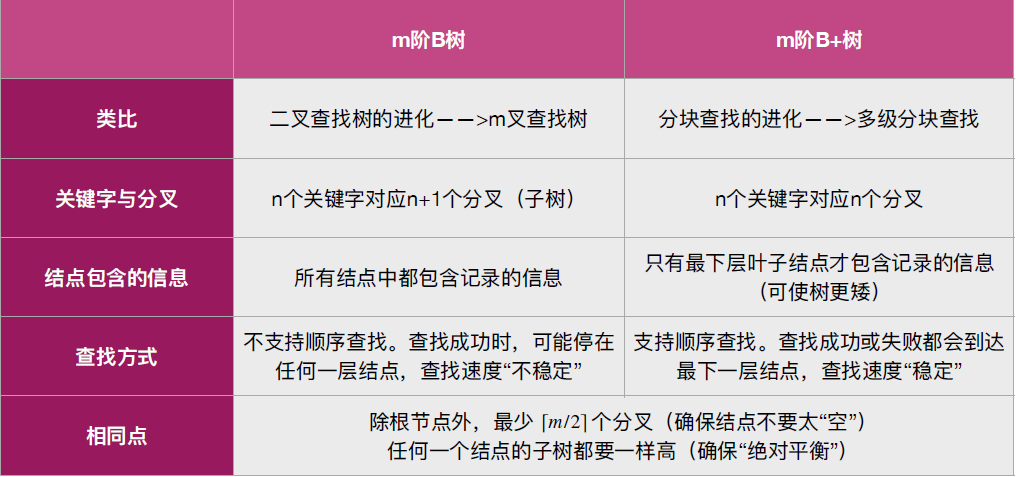 m阶B树
m阶B+树
类比
二叉查找树的进化——>m叉查找树
分块查找的进化——>多级分块查找
关键字与分叉
n个关键字对应n+1个分叉（子树）
n个关键字对应n个分叉
结点包含的信息
所有结点中都包含记录的信息
只有最下层叶子结点才包含记录的信息
（可使树更矮）
查找方式
不支持顺序查找。查找成功时，可能停在
任何一层结点，查找速度“不稳定”
支持顺序查找。查找成功或失败都会到达
最下一层结点，查找速度“稳定”
相同点
除根节点外，最少 ⌈m/2⌉个分叉（确保结点不要太“空”）
任何一个结点的子树都要一样高（确保“绝对平衡”）